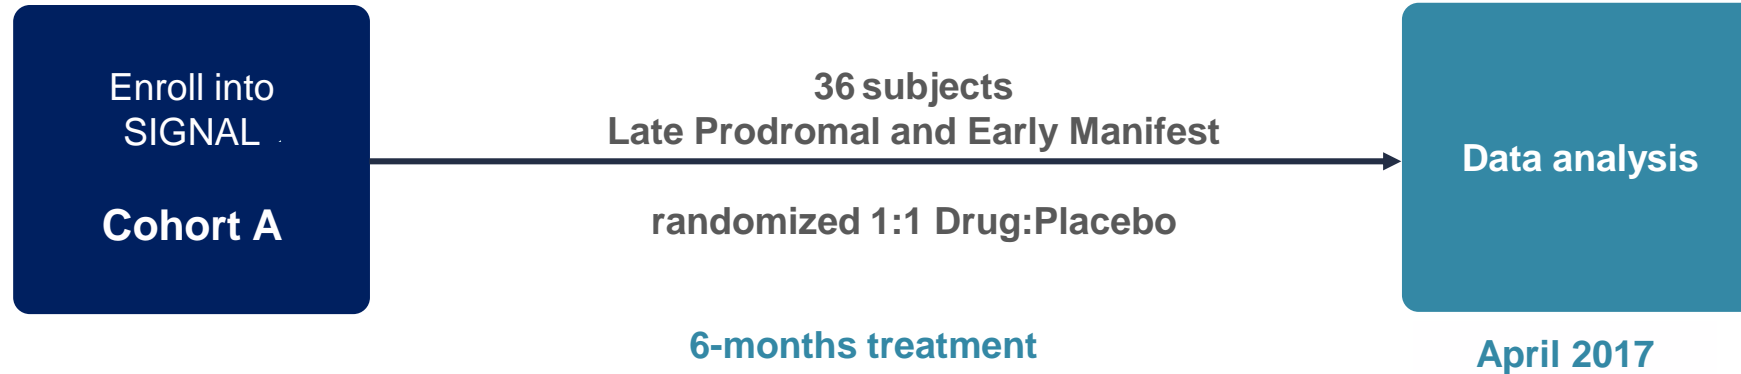 Enroll into
SIGNAL
Cohort A
36 subjects
Late Prodromal and Early Manifest
randomized 1:1 Drug:Placebo
6-months treatment
Data analysis
April 2017